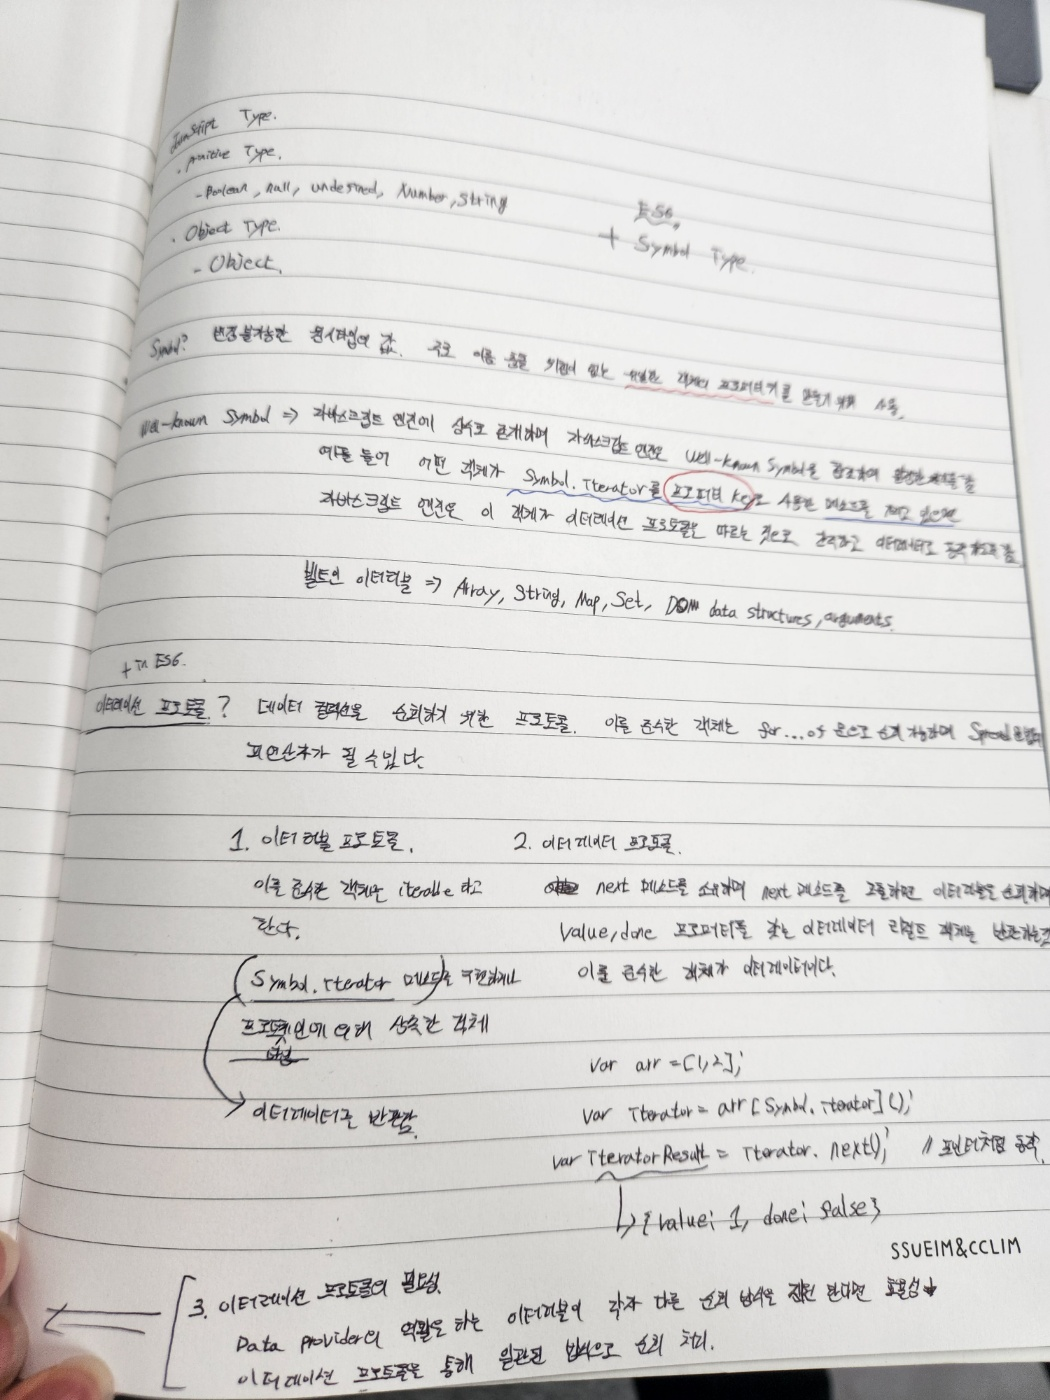 JavaScript Type.
· primitive Type.
- Boolean, null, undefined, Number, String
· Object Type.
- Object.
ES6.
+ Symbol Type.
Symbol? 변경 불가능한 원시타입의 값. 주로 이름 충돌 위험이 없는 유일한 객체의 프로퍼티 키를 만들기 위해 사용.
Well-known Symbol ⇒ 자바스크립트 엔진에 상수로 존재하며 자바스크립트 엔진은 Well-known Symbol을 참조하여 일정한 처리를 함
예를 들어 어떤 객체가 Symbol.iterator를 프로퍼티 key로 사용한 메소드를 가지고 있으면
자바스크립트 엔진은 이 객체가 이터레이션 프로토콜을 따르는 것으로 간주하고 이터레이터로 동작하도록 함
빌트인 이터러블 ⇒ Array, String, Map, Set, DOM data structures, arguments.
+ In ES6.
이터레이션 프로토콜? 데이터 컬렉션을 순회하기 위한 프로토콜. 이를 준수한 객체는 for...of 문으로 순회 가능하며 Spread 문법의
피연산자가 될 수 있다.
1. 이터러블 프로토콜.
이를 준수한 객체는 iterable 라고
한다.
Symbol.iterator 메소드를 구현하거나
프로토타입에 의해 상속한 객체
이터레이터를 반환함.
2. 이터레이터 프로토콜.
next 메소드를 소유하며 next 메소드를 호출하면 이터러블을 순회하며
value, done 프로퍼티를 갖는 이터레이터 리절트 객체를 반환하는것
이를 준수한 객체가 이터레이터이다.
var arr = [1,2];
var iterator = arr[Symbol.iterator]();
var IteratorResult = iterator.next(); // 포인터처럼 동작.
{value: 1, done: false}
SSUEIM&CCLIM
3. 이터레이션 프로토콜의 필요성.
Data provider의 역할을 하는 이터러블이 각자 다른 순회 방식을 한다면 효율성↓
이터레이션 프로토콜을 통해 일관된 방식으로 순회 처리.